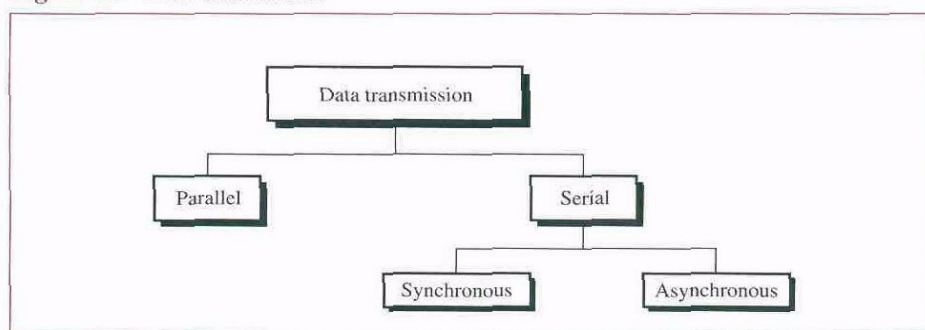 Data transmission
Parallel
Serial
Synchronous
Asynchronous